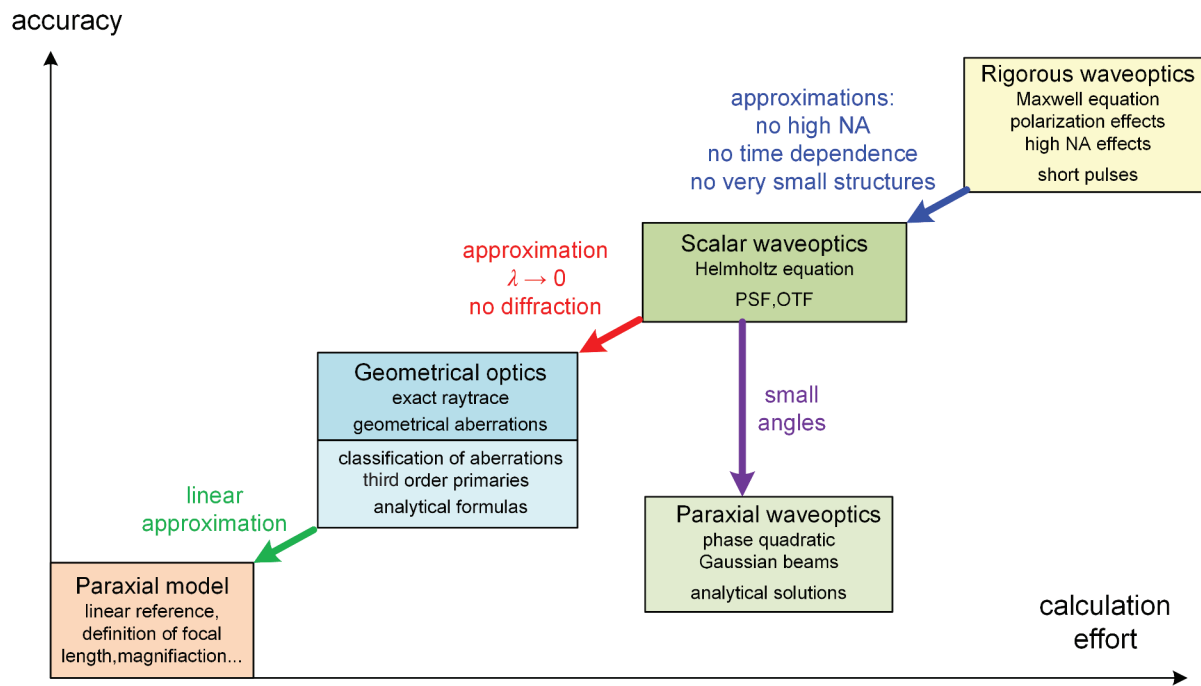 accuracy
Rigorous waveoptics
Maxwell equation
polarization effects
high NA effects
short pulses
approximations:
no high NA
no time dependence
no very small structures
Scalar waveoptics
Helmholtz equation
PSF,OTF
approximation
λ → 0
no diffraction
Geometrical optics
exact raytrace
geometrical aberrations
classification of aberrations
third order primaries
analytical formulas
small
angles
linear
approximation
Paraxial waveoptics
phase quadratic
Gaussian beams
analytical solutions
Paraxial model
linear reference,
definition of focal
length,magnifiaction...
calculation
effort